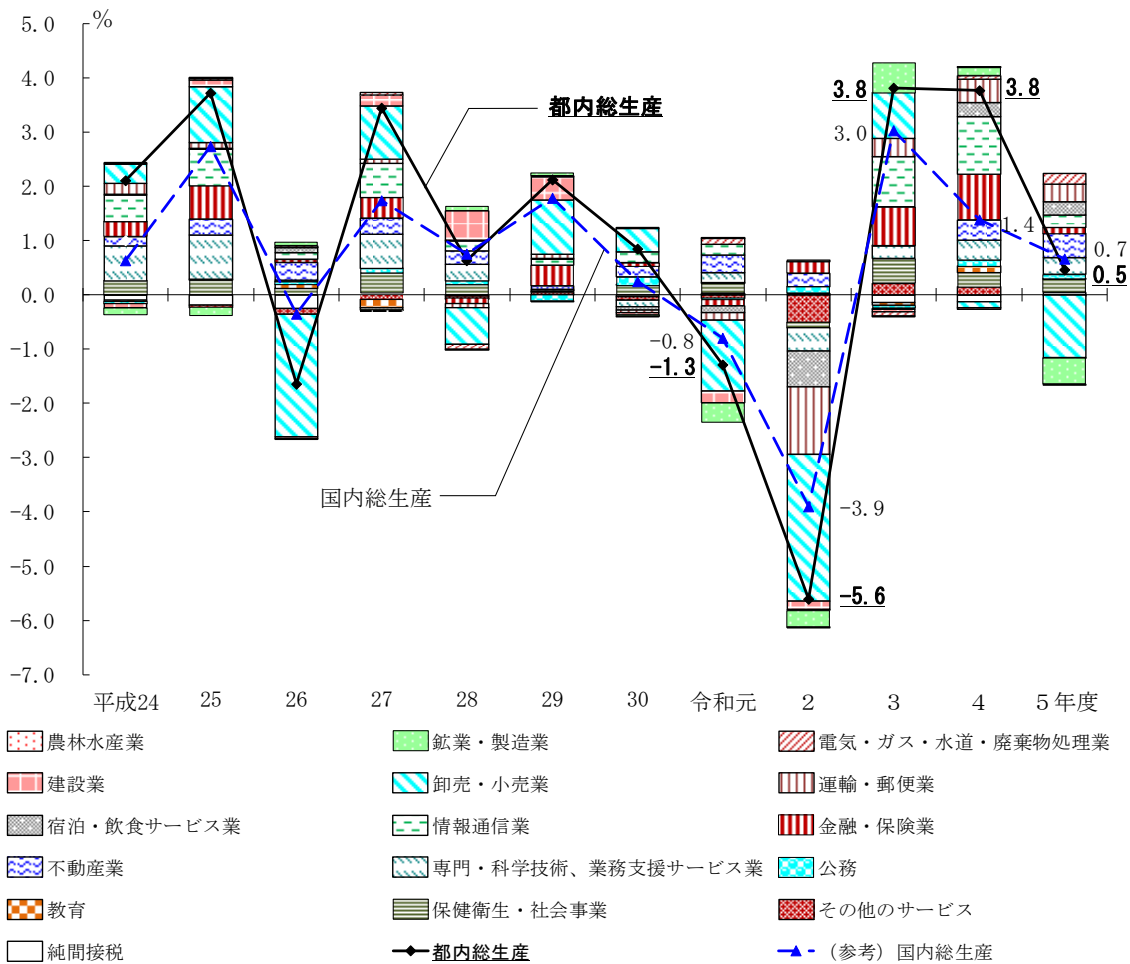 %
5.0
4.0
3.0
2.0
1.0
0.0
-1.0
-2.0
-3.0
-4.0
-5.0
-6.0
-7.0
都内総生産
国内総生産
-0.8
-1.3
-3.9
-5.6
3.8
3.0
3.8
1.4
0.7
0.5
平成24 25 26 27 28 29 30 令和元 2 3 4 5年度
農林水産業 鉱業・製造業 電気・ガス・水道・廃棄物処理業
建設業 卸売・小売業 運輸・郵便業
宿泊・飲食サービス業 情報通信業 金融・保険業
不動産業 専門・科学技術、業務支援サービス業 公務
教育 保健衛生・社会事業 その他のサービス
純間接税 都内総生産 (参考)国内総生産